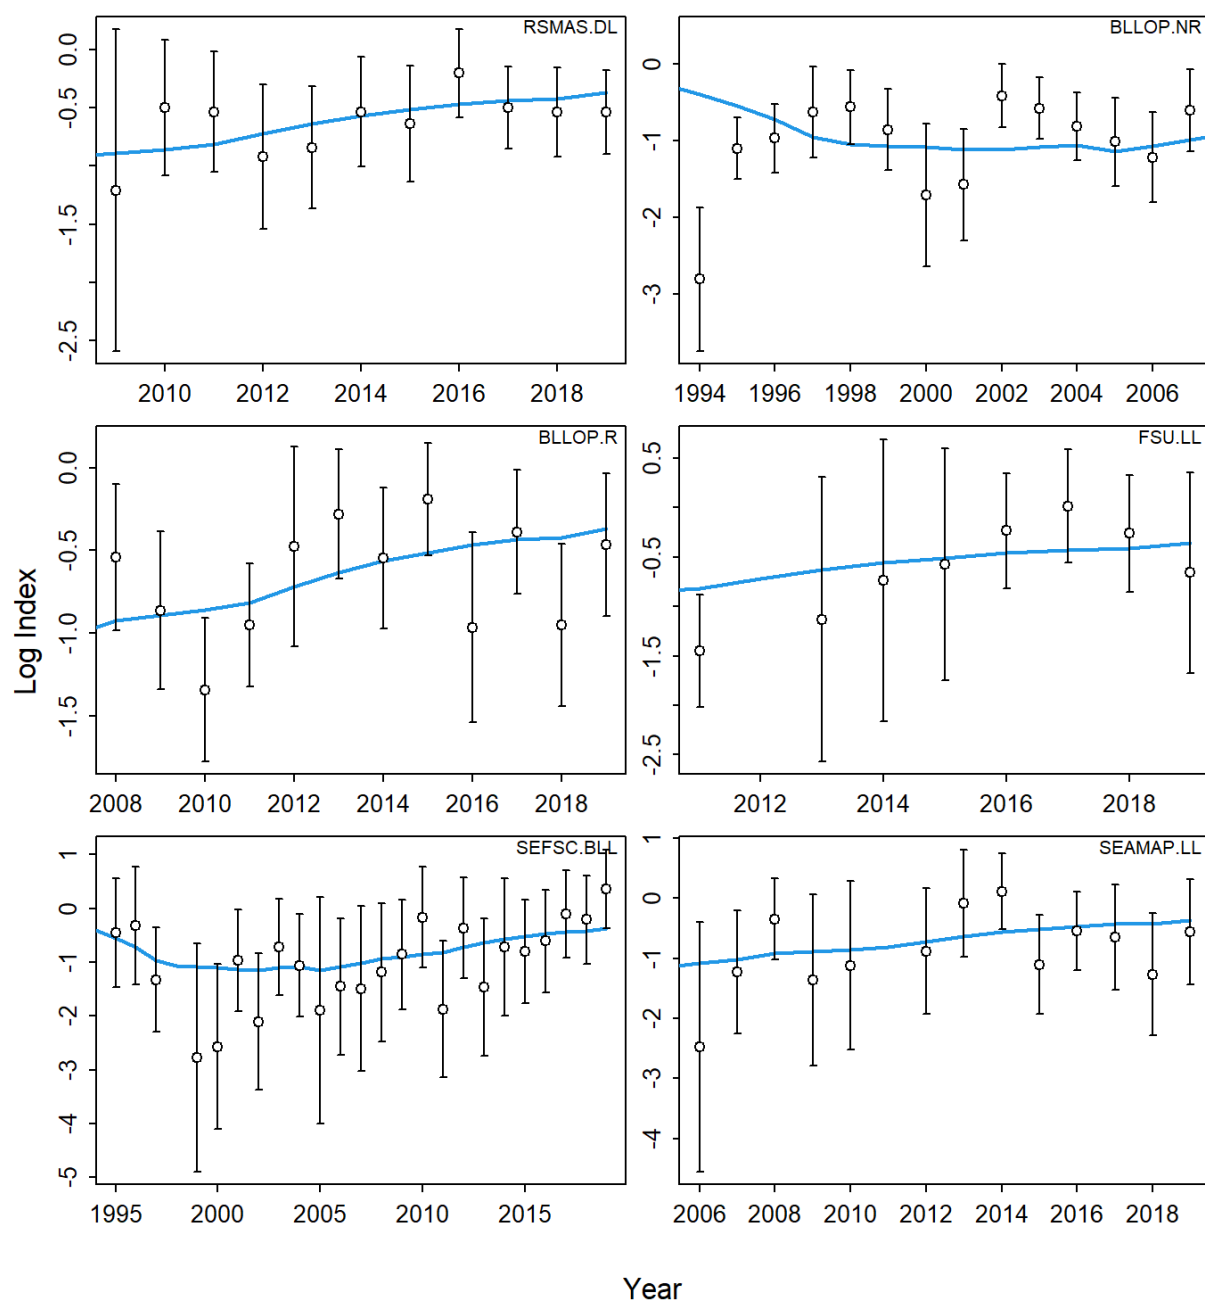 RSMAS.DL
0.0
-0.5
-1.5
-2.5
2010 2012 2014 2016 2018
BLLOP.NR
0
-1
-2
-3
1994 1996 1998 2000 2002 2004 2006
BLLOP.R
0.0
-0.5
-1.0
-1.5
2008 2010 2012 2014 2016 2018
FSU.LL
0.5
-0.5
-1.5
-2.5
2012 2014 2016 2018
SEFSC.BLL
1
0
-1
-2
-3
-4
-5
1995 2000 2005 2010 2015
SEAMAP.LL
1
0
-1
-2
-3
-4
2006 2008 2010 2012 2014 2016 2018
Log Index
Year